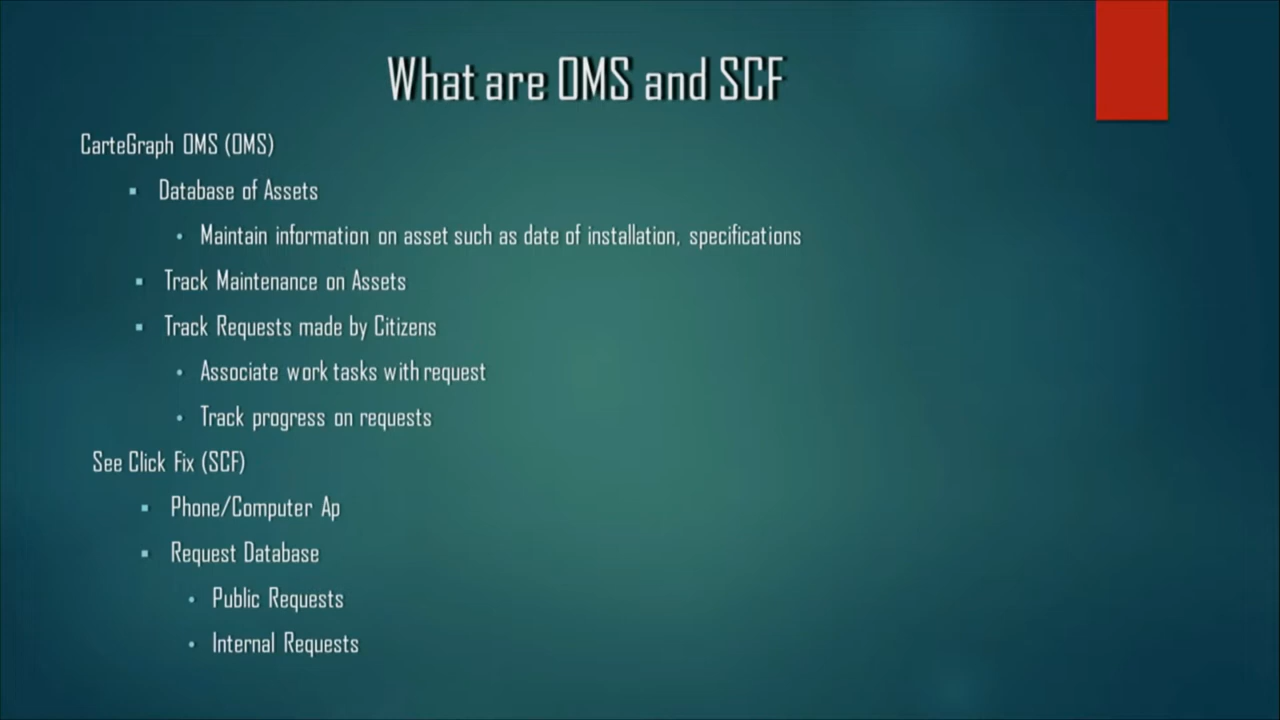 What are OMS and SCF
CarteGraph OMS (OMS)
Database of Assets
Maintain information on asset such as date of installation, specifications
Track Maintenance on Assets
Track Requests made by Citizens
Associate work tasks with request
Track progress on requests
See Click Fix (SCF)
Phone/Computer Ap
Request Database
Public Requests
Internal Requests